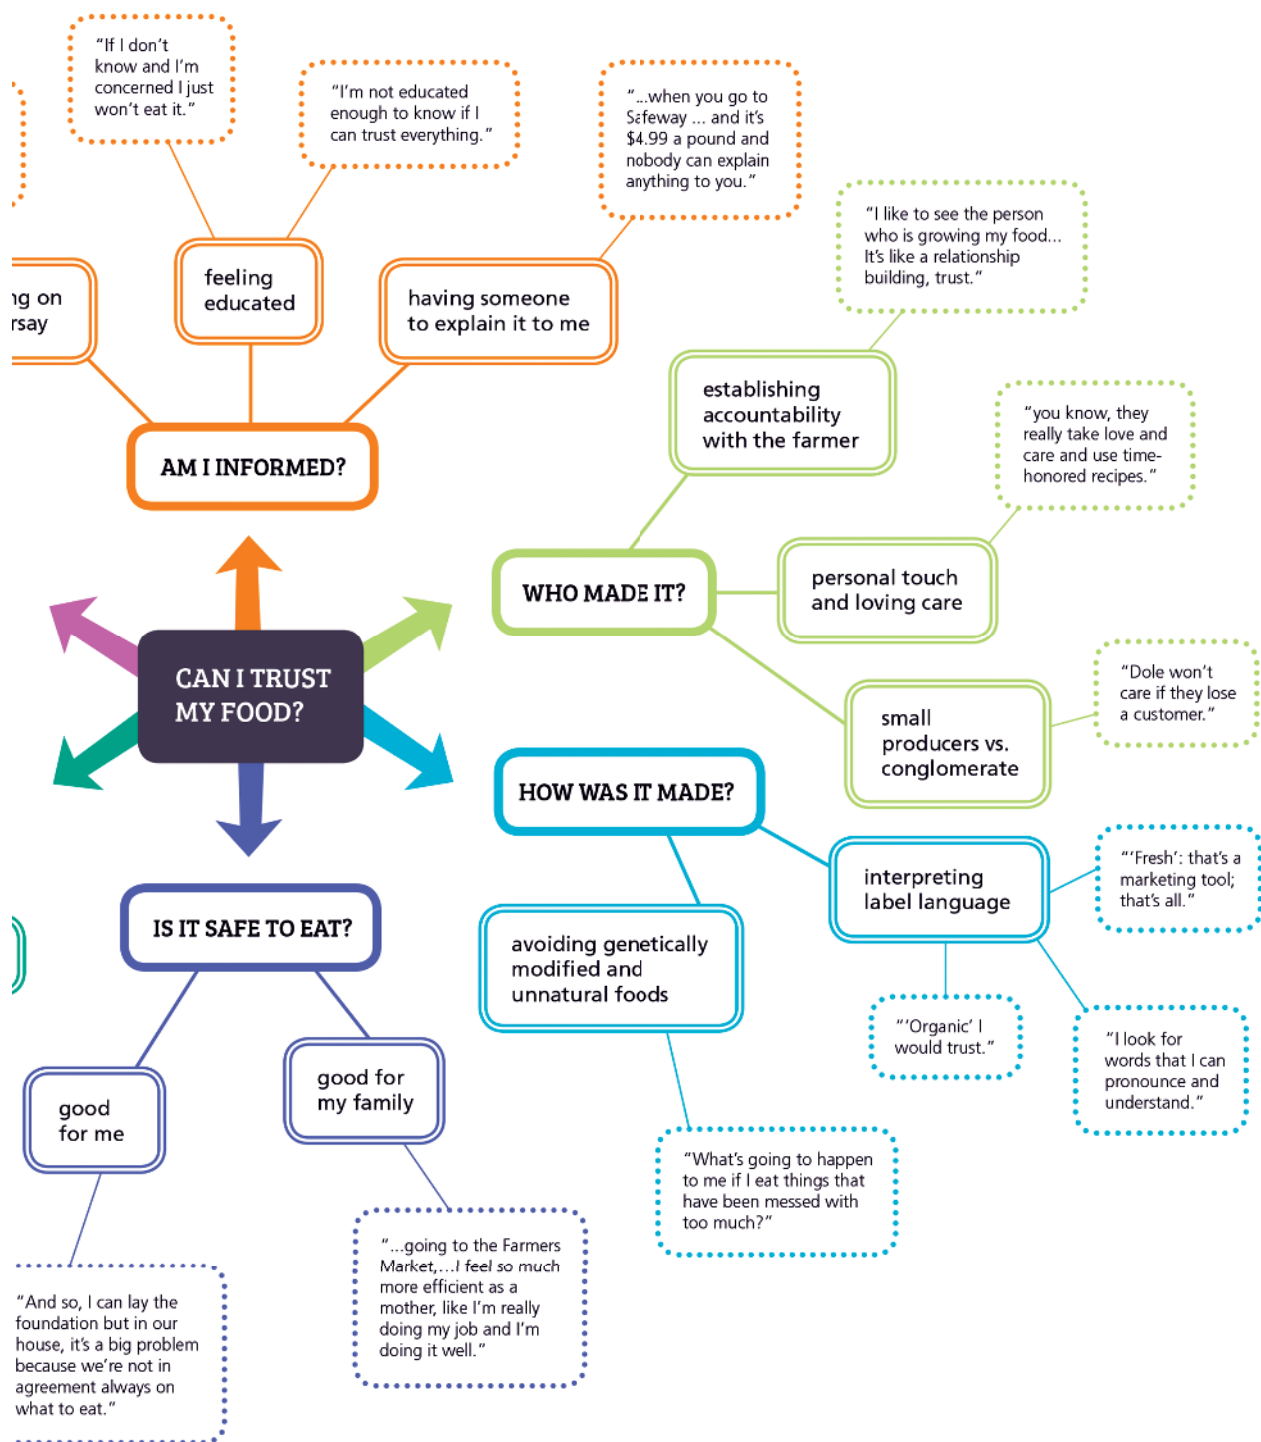 “If I don’t
know and I’m
concerned I just
won’t eat it.”
“I’m not educated
enough to know if I
can trust everything.”
“...when you go to
Safeway ... and it’s
$4.99 a pound and
nobody can explain
anything to you.”
“I like to see the person
who is growing my food...
It’s like a relationship
building, trust.”
ng on
rsay
feeling
educated
having someone
to explain it to me
establishing
accountability
with the farmer
“you know, they
really take love and
care and use time-
honored recipes.”
AM I INFORMED?
WHO MADE IT?
personal touch
and loving care
CAN I TRUST
MY FOOD?
“Dole won’t
care if they lose
a customer.”
small
producers vs.
conglomerate
HOW WAS IT MADE?
interpreting
label language
“‘Fresh’: that’s a
marketing tool;
that’s all.”
IS IT SAFE TO EAT?
avoiding genetically
modified and
unnatural foods
“‘Organic’ I
would trust.”
“I look for
words that I can
pronounce and
understand.”
good
for me
good for
my family
“What’s going to happen
to me if I eat things that
have been messed with
too much?”
“...going to the Farmers
Market,...I feel so much
more efficient as a
mother, like I’m really
doing my job and I’m
doing it well.”
“And so, I can lay the
foundation but in our
house, it’s a big problem
because we’re not in
agreement always on
what to eat.”